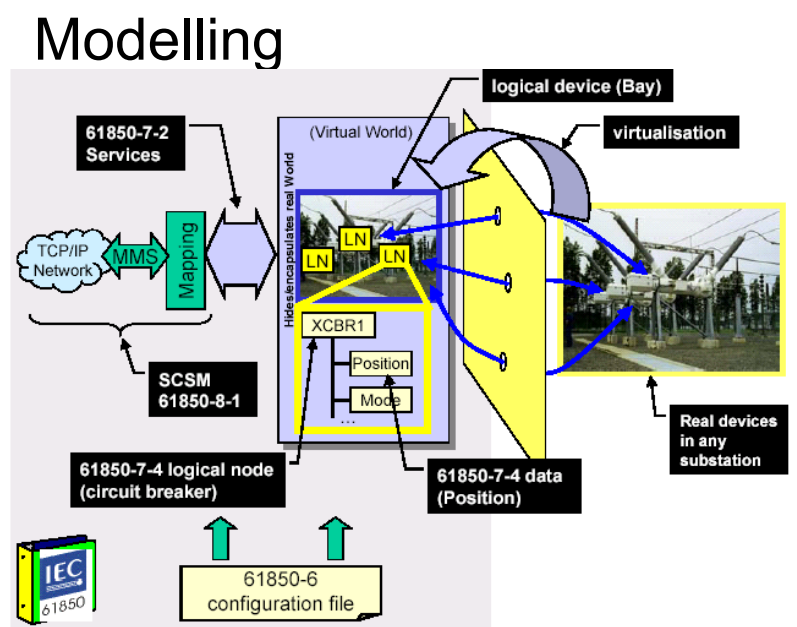 Modelling
logical device (Bay)
61850-7-2
Services
(Virtual World)
virtualisation
Hides/encapsulates real World
LN
LN
LN
TCP/IP
Network
MMS
Mapping
XCBR1
Position
Mode
...
SCSM
61850-8-1
Real devices
in any
substation
61850-7-4 logical node
(circuit breaker)
61850-7-4 data
(Position)
61850-6
configuration file
IEC
61850